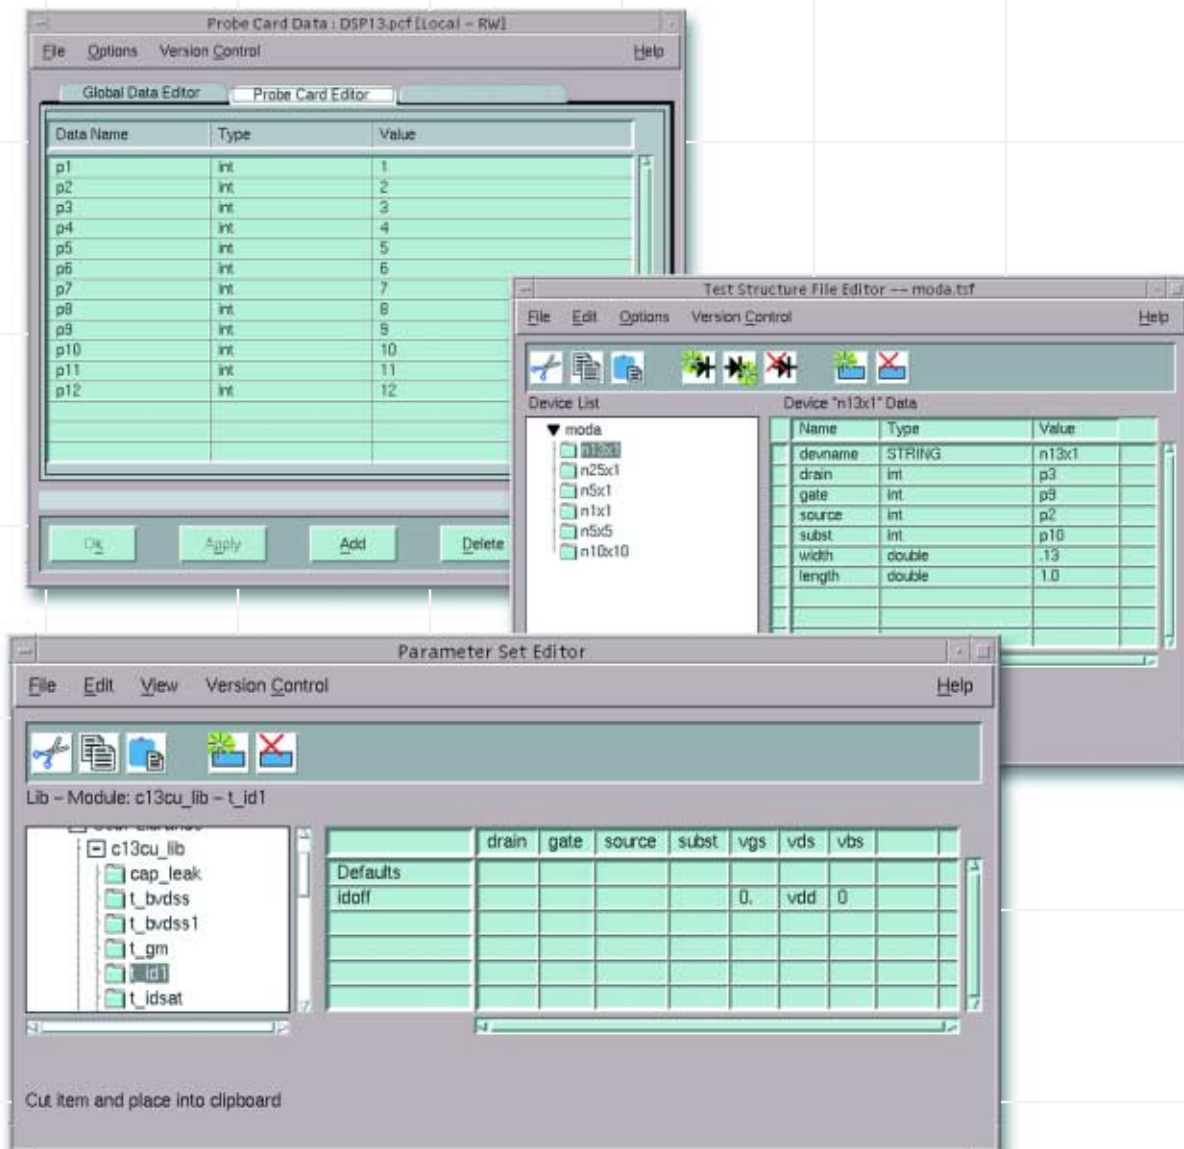 Probe Card Data : DSP13.pcf [Local - RW]
File Options Version Control Help
Global Data Editor Probe Card Editor
Data Name Type Value
p1 int 1
p2 int 2
p3 int 3
p4 int 4
p5 int 5
p6 int 6
p7 int 7
p8 int 8
p9 int 9
p10 int 10
p11 int 11
p12 int 12
Ok Apply Add Delete
Test Structure File Editor -- moda.tsf
File Edit Options Version Control Help
Device List
moda
n13x1
n25x1
n5x1
n1x1
n5x5
n10x10
Device "n13x1" Data
Name Type Value
devname STRING n13x1
drain int p3
gate int p9
source int p2
subst int p10
width double .13
length double 1.0
Parameter Set Editor
File Edit View Version Control Help
Lib - Module: c13cu_lib - t_id1
c13cu_lib
cap_leak
t_bvdss
t_bvdss1
t_gm
t_id1
t_idsat
drain gate source subst vgs vds vbs
Defaults
idoff 0. vdd 0
Cut item and place into clipboard